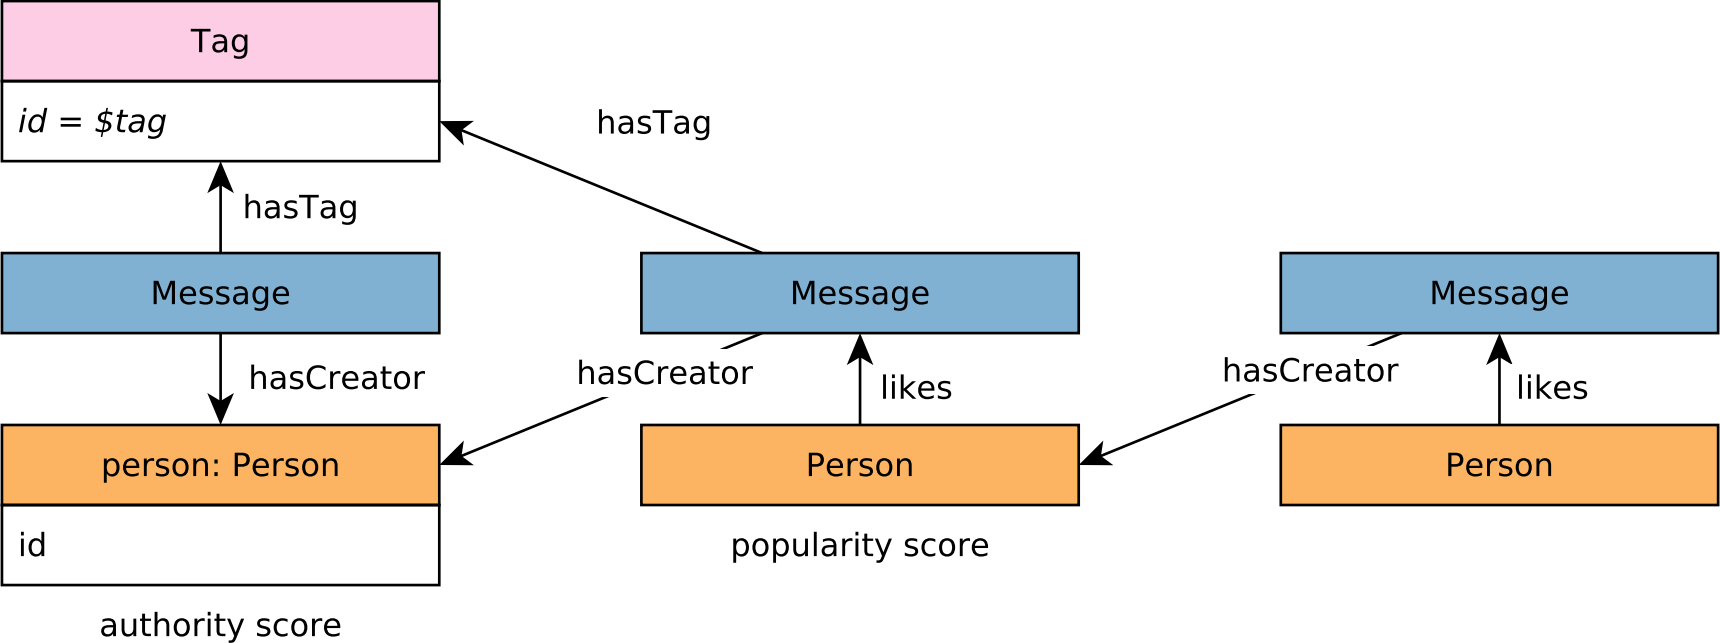 Tag
id = $tag
hasTag
hasTag
Message
Message
Message
hasCreator
hasCreator
likes
hasCreator
likes
person: Person
Person
Person
id
popularity score
authority score